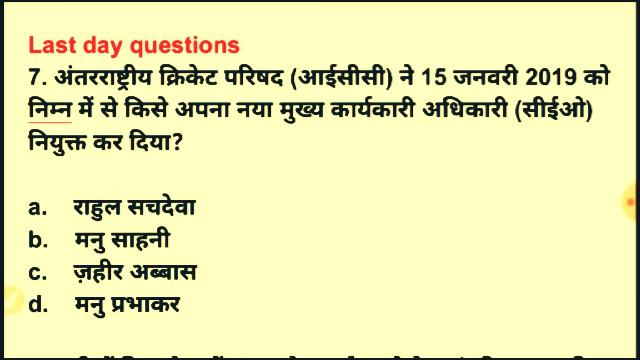 Last day questions
7. अंतरराष्ट्रीय क्रिकेट परिषद (आईसीसी) ने 15 जनवरी 2019 को
निम्न में से किसे अपना नया मुख्य कार्यकारी अधिकारी (सीईओ)
नियुक्त कर दिया?
a. राहुल सचदेवा
b. मनु साहनी
c. ज़हीर अब्बास
d. मनु प्रभाकर